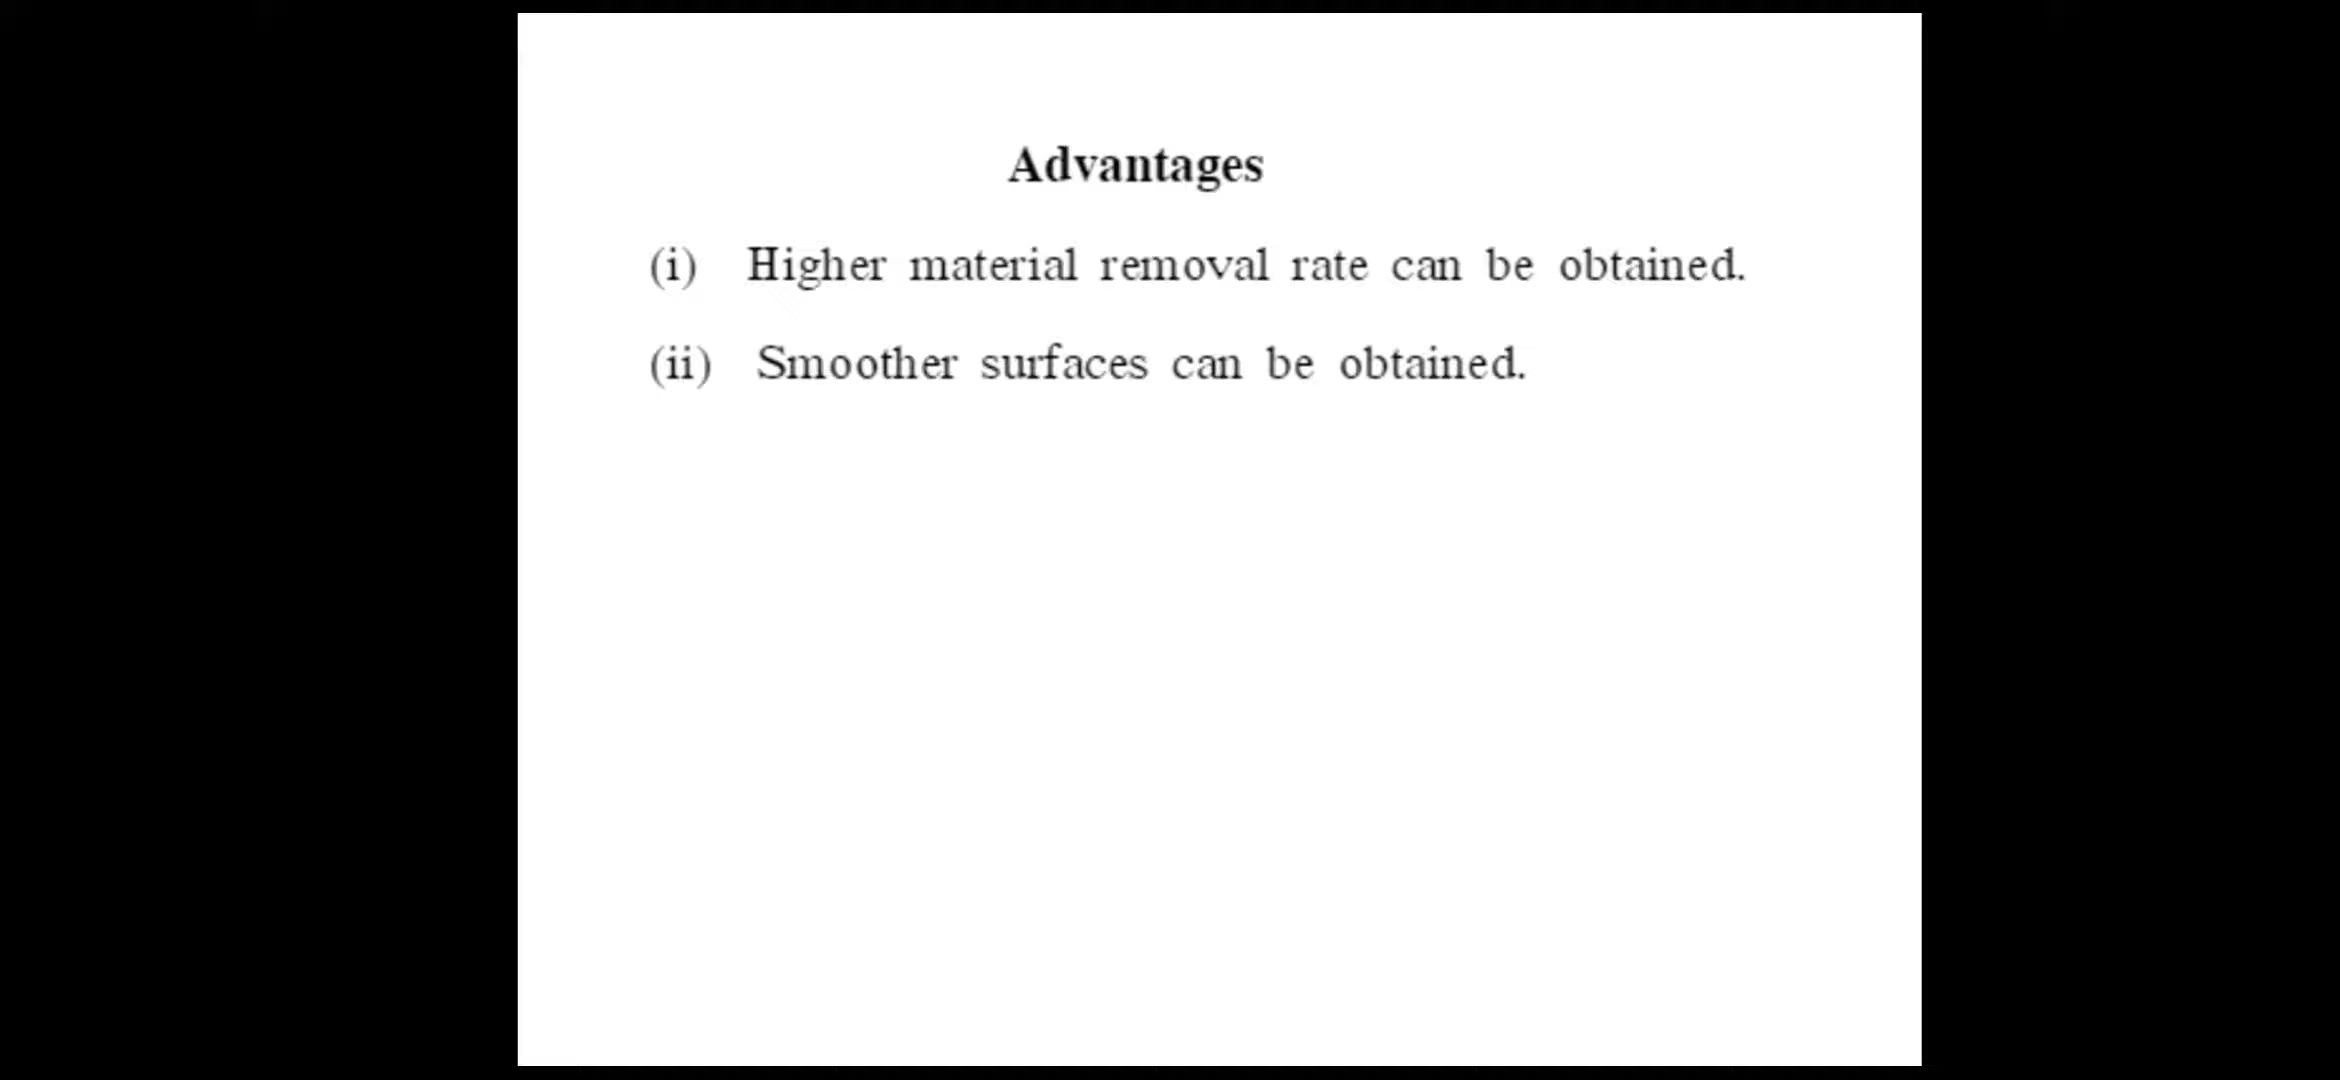 Advantages
(i) Higher material removal rate can be obtained.
(ii) Smoother surfaces can be obtained.